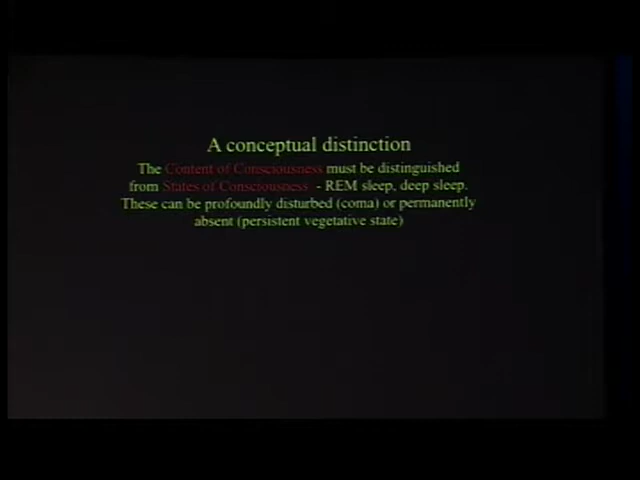 A conceptual distinction
The Content of Consciousness must be distinguished
from States of Consciousness - REM sleep, deep sleep.
These can be profoundly disturbed (coma) or permanently
absent (persistent vegetative state)